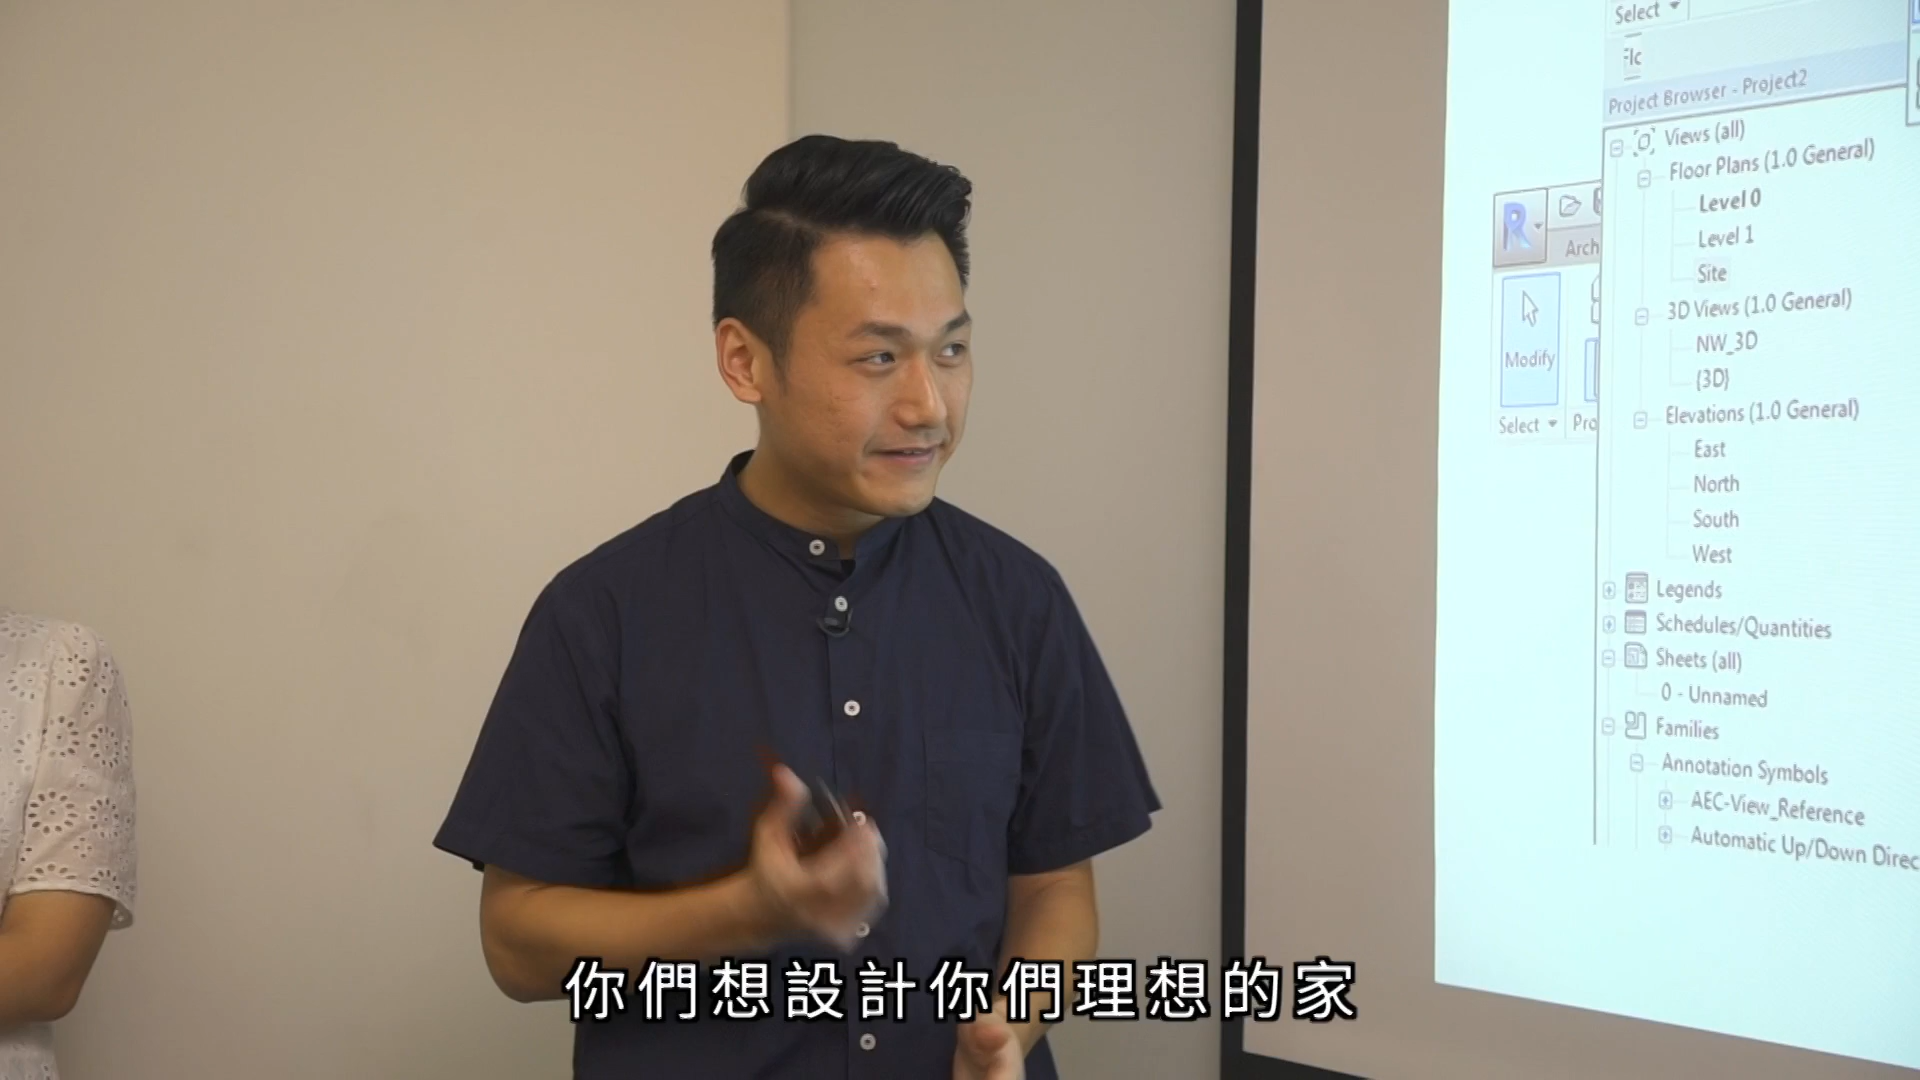 Select
Project Browser - Project2
Views (all)
Floor Plans (1.0 General)
Level 0
Level 1
Site
3D Views (1.0 General)
NW_3D
{3D}
Elevations (1.0 General)
East
North
South
West
Legends
Schedules/Quantities
Sheets (all)
0 - Unnamed
Families
Annotation Symbols
AEC-View_Reference
Automatic Up/Down Direc
R
Arch
Modify
Select
Pro
你們想設計你們理想的家